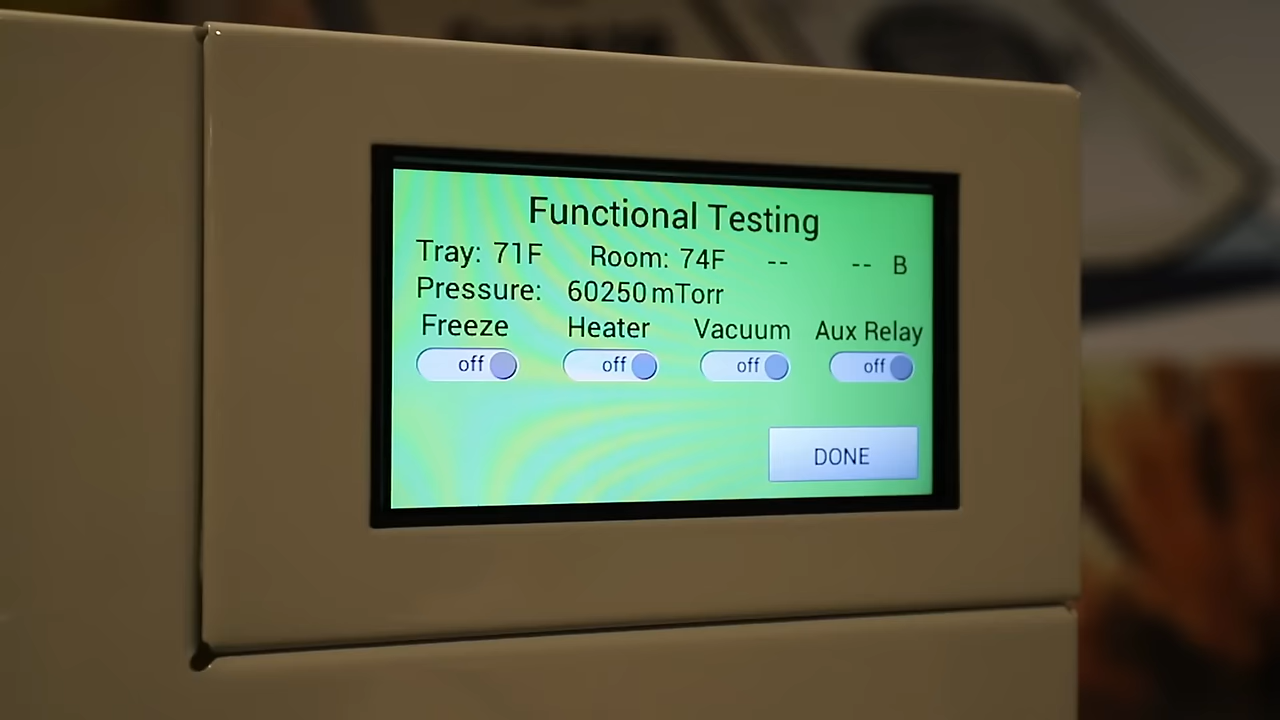 Functional Testing
Tray: 71F Room: 74F -- -- B
Pressure: 60250 mTorr
Freeze Heater Vacuum Aux Relay
off off off off
DONE